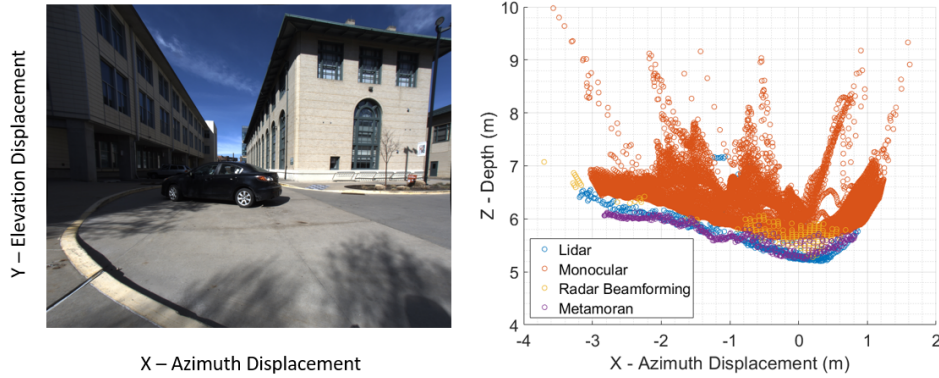 Y – Elevation Displacement
X – Azimuth Displacement
Z - Depth (m)
10
9
8
7
6
5
4
Lidar
Monocular
Radar Beamforming
Metamoran
-4
-3
-2
-1
0
1
2
X - Azimuth Displacement (m)